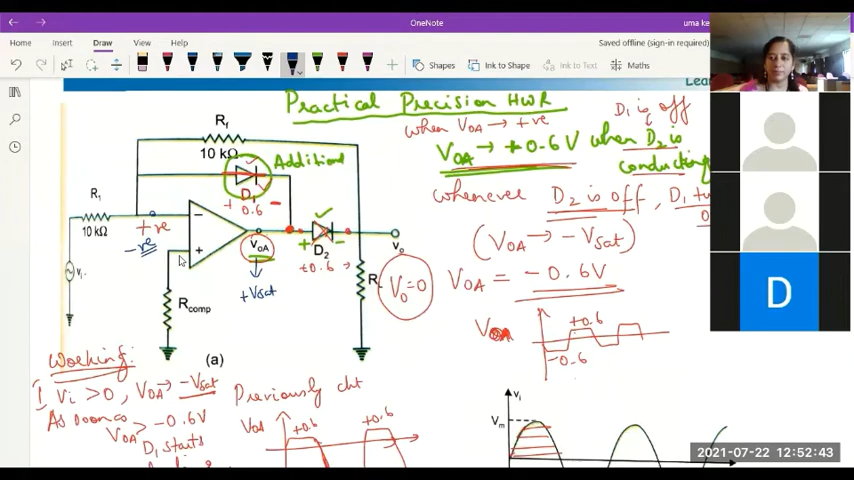 OneNote
uma ke
Home Insert Draw View Help
Saved offline (sign-in required)
Shapes
Ink to Shape
Ink to Text
Maths
Lear
Practical Precision HWR
D1 is off
when VOA → +ve
VOA → +0.6V when D2 is
conducting
Rf
10 kΩ
Additional
D1
+ 0.6 -
whenever D2 is off, D1 t
(VOA → -Vsat)
R1
10 kΩ
+ve
-ve
−
+
VOA
+ -
D2
+0.6
vo
R
Vo=0
VOA = -0.6V
vi
+Vsat
Rcomp
VOA
+0.6
-0.6
(a)
Working:
1 Vi >0, VOA → -Vsat
Previously ckt
As soon
VOA > -0.6V
D1 starts
VOA
+0.6
+0.6
vi
Vm
D
2021-07-22 12:52:43